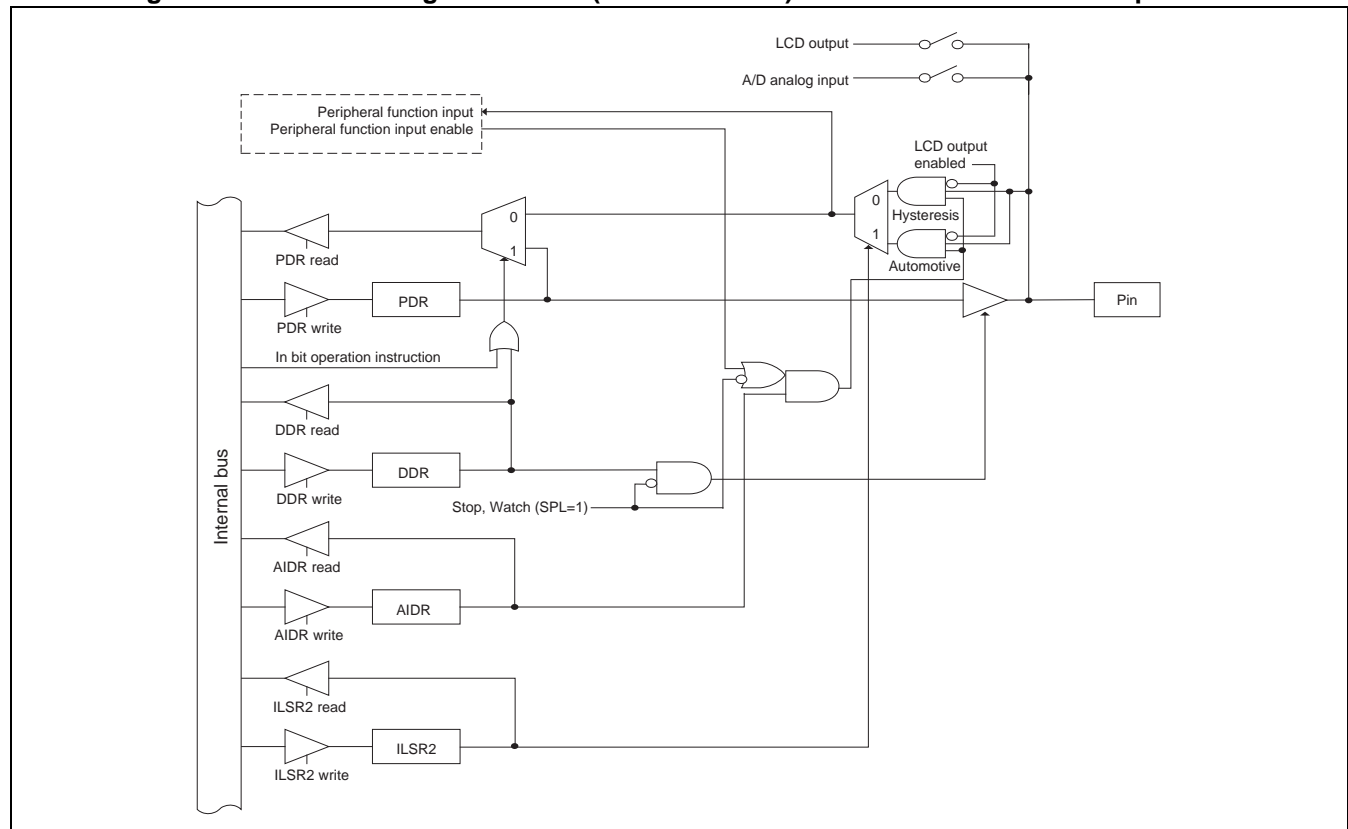 LCD output
A/D analog input
Peripheral function input
Peripheral function input enable
LCD output
enabled
0
Hysteresis
1
Automotive
0
1
PDR read
PDR
PDR write
Pin
In bit operation instruction
DDR read
DDR
DDR write
Stop, Watch (SPL=1)
Internal bus
AIDR read
AIDR
AIDR write
ILSR2 read
ILSR2
ILSR2 write